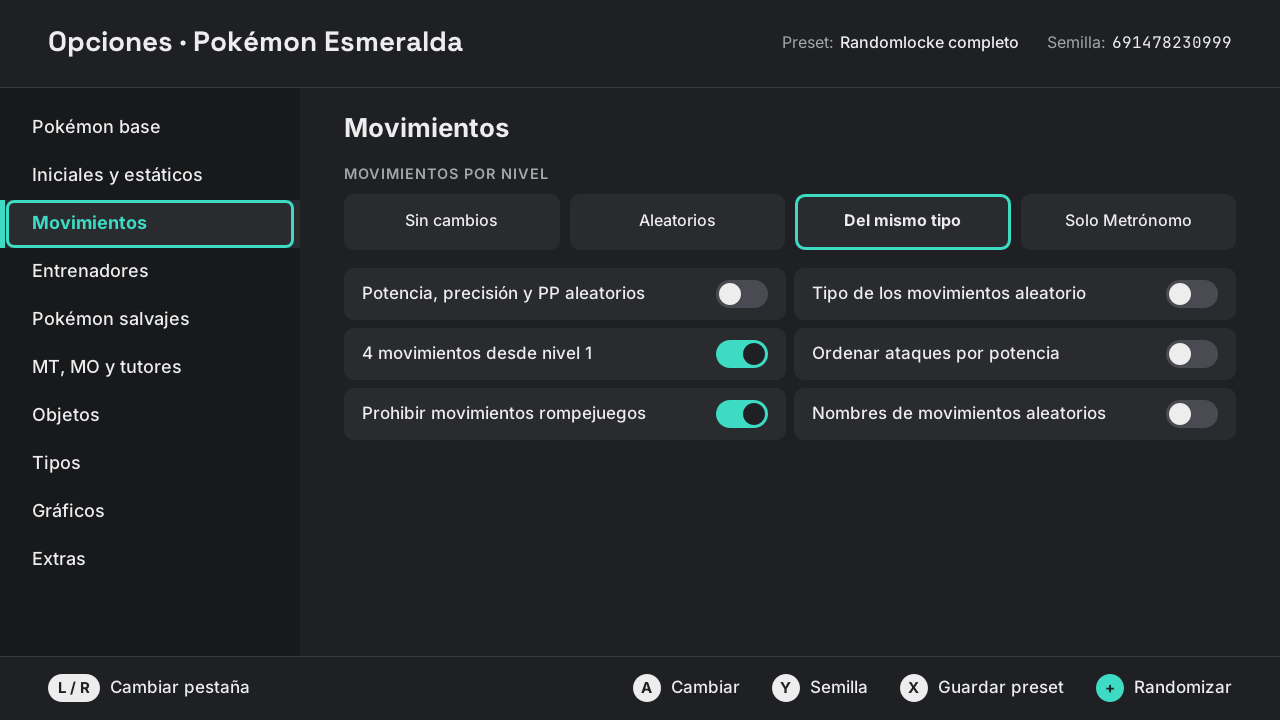 Opciones · Pokémon Esmeralda
Preset: Randomlocke completo
Semilla: 691478230999
Pokémon base
Iniciales y estáticos
Movimientos
Entrenadores
Pokémon salvajes
MT, MO y tutores
Objetos
Tipos
Gráficos
Extras
Movimientos
MOVIMIENTOS POR NIVEL
Sin cambios
Aleatorios
Del mismo tipo
Solo Metrónomo
Potencia, precisión y PP aleatorios
Tipo de los movimientos aleatorio
4 movimientos desde nivel 1
Ordenar ataques por potencia
Prohibir movimientos rompejuegos
Nombres de movimientos aleatorios
L / R Cambiar pestaña
A Cambiar
Y Semilla
X Guardar preset
+ Randomizar